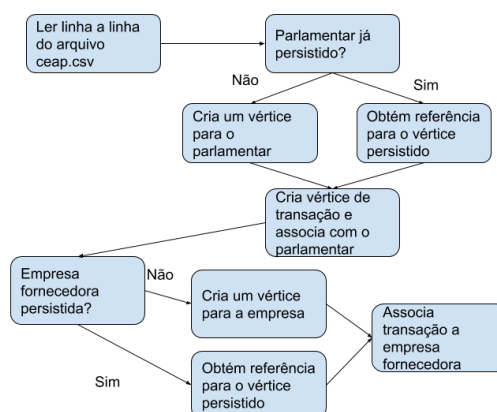 Ler linha a linha
do arquivo
ceap.csv
Parlamentar já
persistido?
Não
Sim
Cria um vértice
para o
parlamentar
Obtém referência
para o vértice
persistido
Cria vértice de
transação e
associa com o
parlamentar
Empresa
fornecedora
persistida?
Não
Cria um vértice
para a empresa
Associa
transação a
empresa
fornecedora
Sim
Obtém referência
para o vértice
persistido